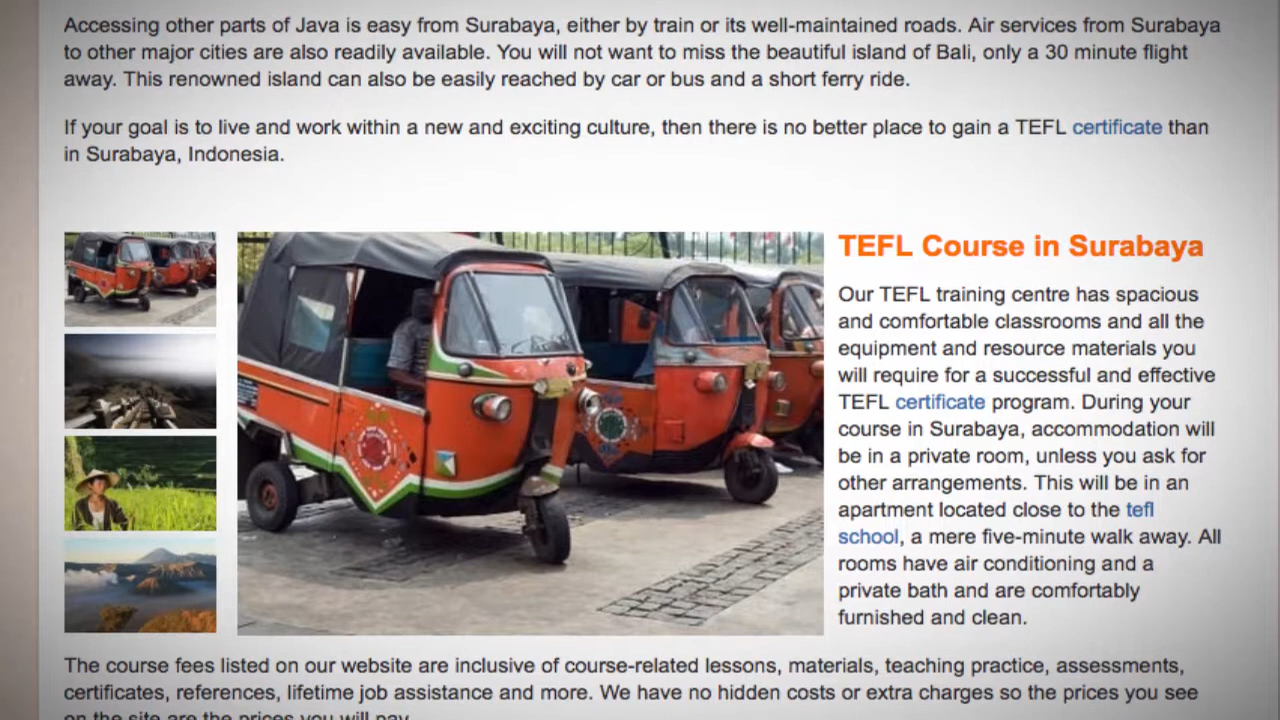 Accessing other parts of Java is easy from Surabaya, either by train or its well-maintained roads. Air services from Surabaya
to other major cities are also readily available. You will not want to miss the beautiful island of Bali, only a 30 minute flight
away. This renowned island can also be easily reached by car or bus and a short ferry ride.
If your goal is to live and work within a new and exciting culture, then there is no better place to gain a TEFL certificate than
in Surabaya, Indonesia.
TEFL Course in Surabaya
Our TEFL training centre has spacious
and comfortable classrooms and all the
equipment and resource materials you
will require for a successful and effective
TEFL certificate program. During your
course in Surabaya, accommodation will
be in a private room, unless you ask for
other arrangements. This will be in an
apartment located close to the tefl
school, a mere five-minute walk away. All
rooms have air conditioning and a
private bath and are comfortably
furnished and clean.
The course fees listed on our website are inclusive of course-related lessons, materials, teaching practice, assessments,
certificates, references, lifetime job assistance and more. We have no hidden costs or extra charges so the prices you see
on the site are the prices you will pay.